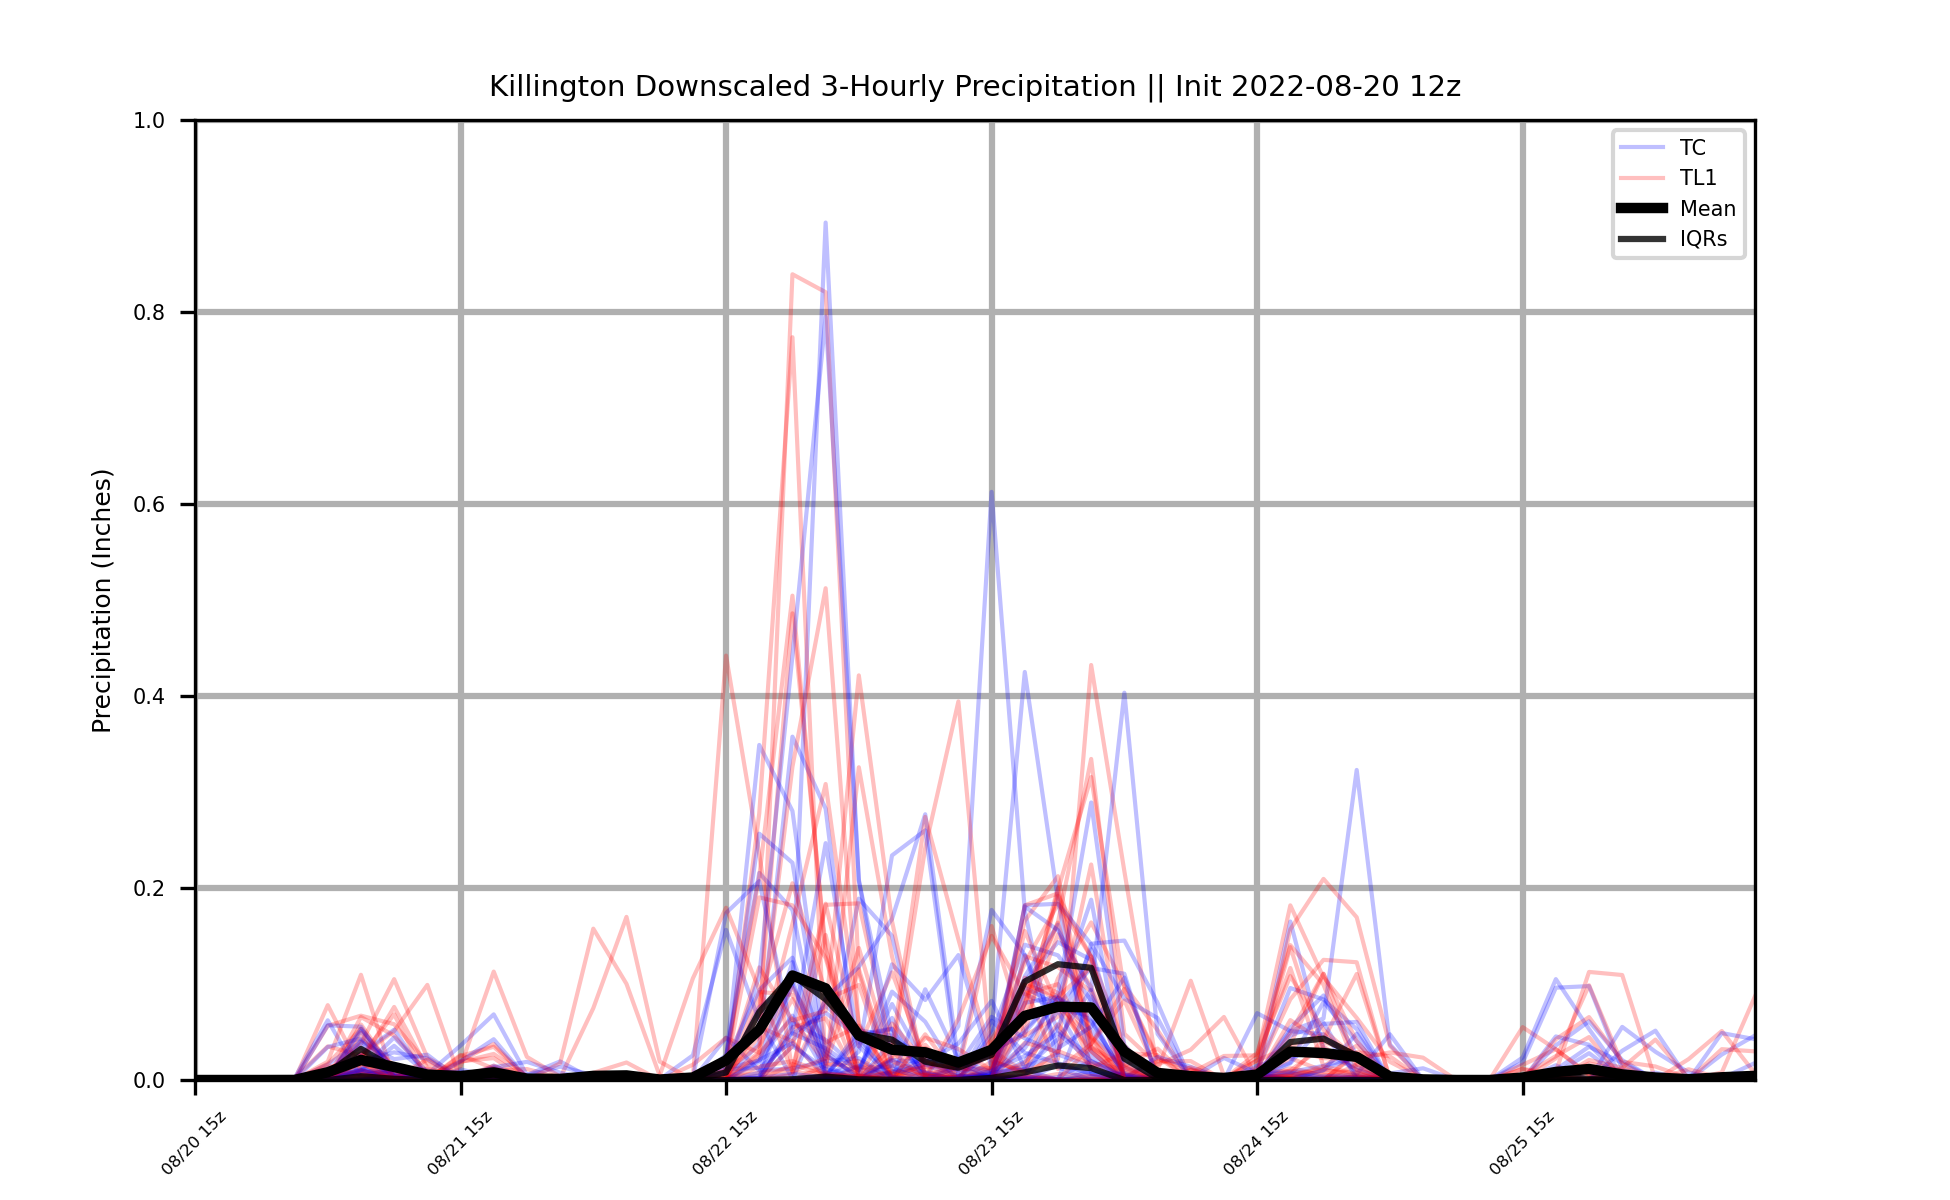 Killington Downscaled 3-Hourly Precipitation || Init 2022-08-20 12z
TC
TL1
Mean
IQRs
Precipitation (Inches)
1.0
0.8
0.6
0.4
0.2
0.0
08/20 15z
08/21 15z
08/22 15z
08/23 15z
08/24 15z
08/25 15z